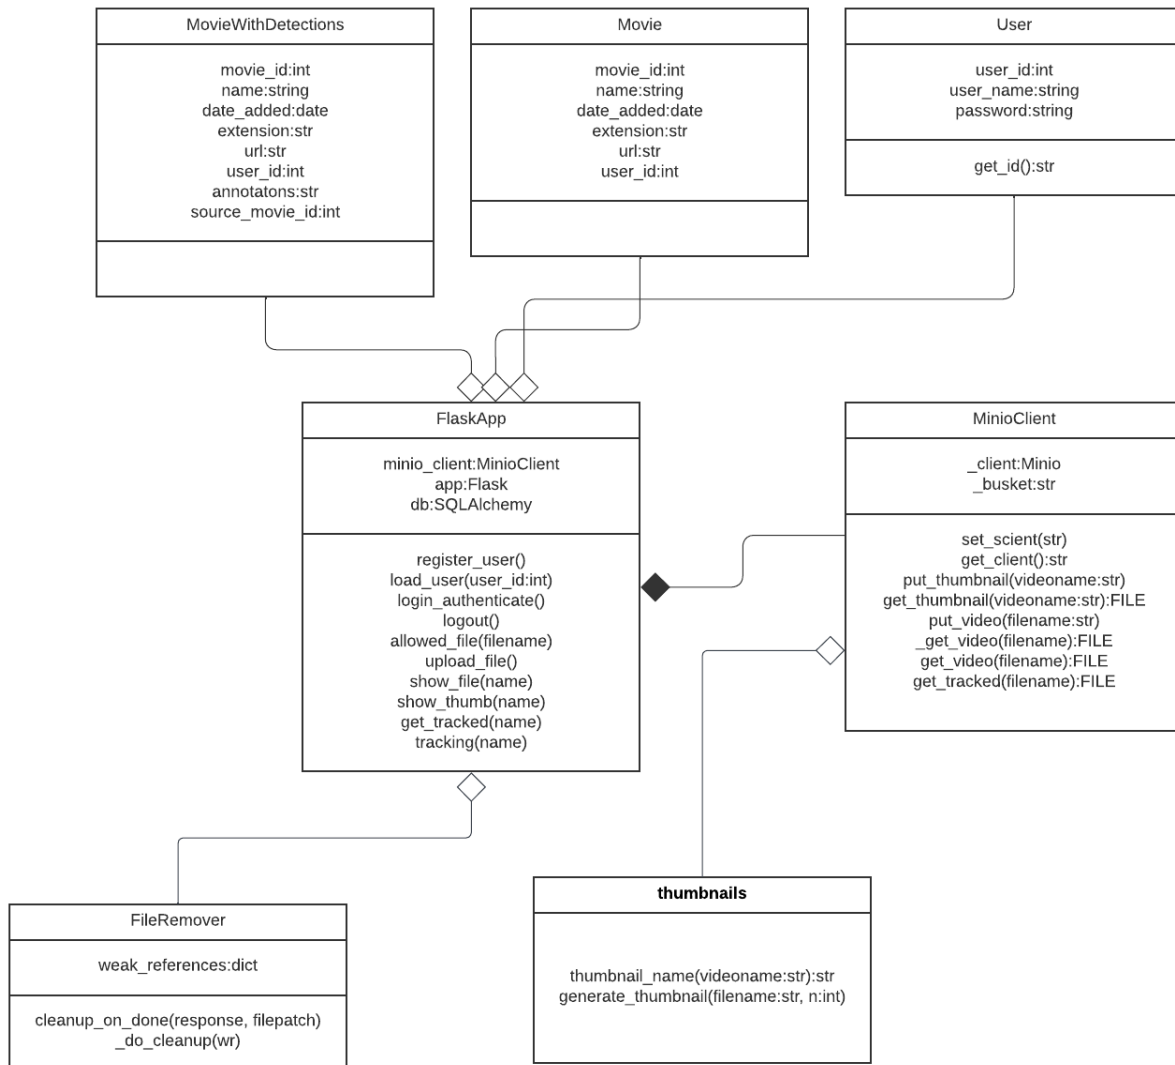 MovieWithDetections
movie_id:int
name:string
date_added:date
extension:str
url:str
user_id:int
annotatons:str
source_movie_id:int
Movie
movie_id:int
name:string
date_added:date
extension:str
url:str
user_id:int
User
user_id:int
user_name:string
password:string
get_id():str
FlaskApp
minio_client:MinioClient
app:Flask
db:SQLAlchemy
register_user()
load_user(user_id:int)
login_authenticate()
logout()
allowed_file(filename)
upload_file()
show_file(name)
show_thumb(name)
get_tracked(name)
tracking(name)
MinioClient
_client:Minio
_busket:str
set_scient(str)
get_client():str
put_thumbnail(videoname:str)
get_thumbnail(videoname:str):FILE
put_video(filename:str)
_get_video(filename):FILE
get_video(filename):FILE
get_tracked(filename):FILE
FileRemover
weak_references:dict
cleanup_on_done(response, filepatch)
_do_cleanup(wr)
thumbnails
thumbnail_name(videoname:str):str
generate_thumbnail(filename:str, n:int)